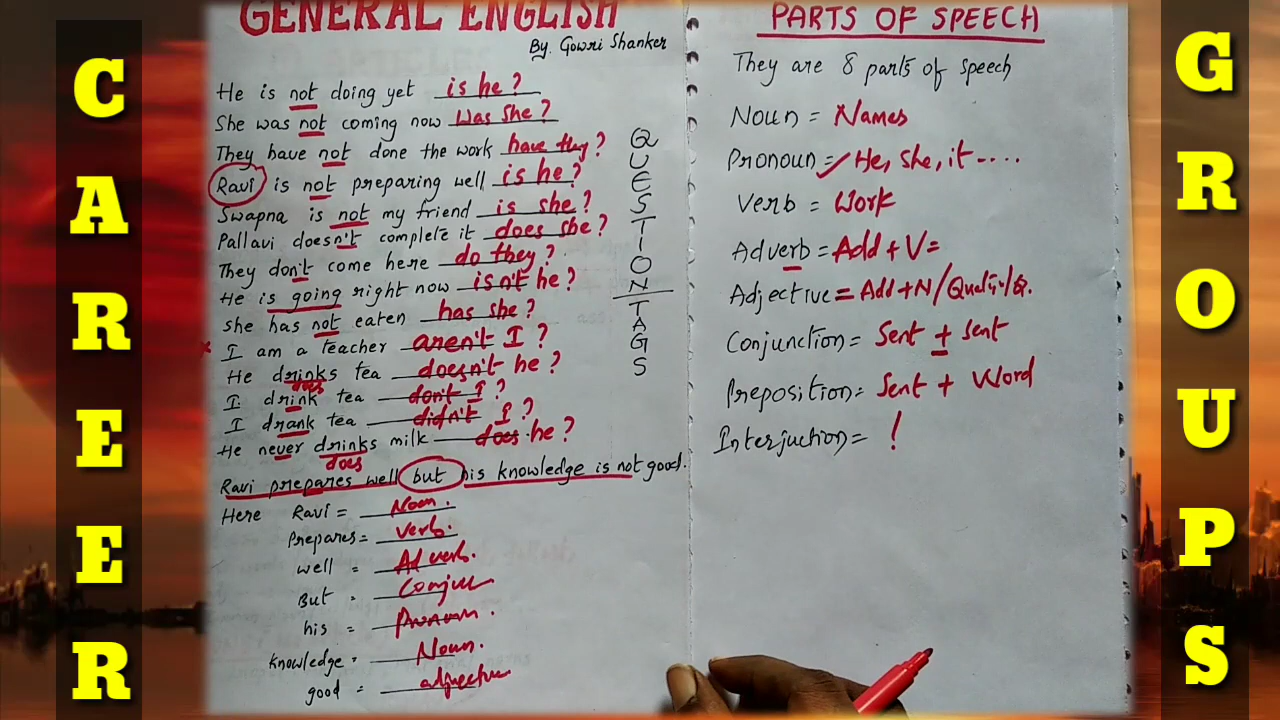 CAREER
GENERAL ENGLISH
By. Gowri Shanker
He is not doing yet is he?
She was not coming now was she?
They have not done the work have they?
Ravi is not preparing well is he?
Swapna is not my friend is she?
Pallavi doesn't complete it does she?
They don't come here do they?
He is going right now isn't he?
she has not eaten has she?
I am a teacher aren't I?
He drinks tea doesn't he?
does
I drink tea don't I?
I drank tea didn't I?
He never drinks milk does he?
does
QUESTION TAGS
Ravi prepares well but his knowledge is not good.
Here Ravi = Noun.
Prepares = verb.
well = Adverb.
But = Conjuc
his = Pronoun.
knowledge = Noun.
good = adjective
PARTS OF SPEECH
They are 8 parts of speech
Noun = Names
Pronoun = He, She, it ....
Verb = Work
Adverb = Add + V =
Adjective = Add + N / Quali / Q.
Conjunction = Sent + Sent
Preposition = Sent + Word
Interjuction = !
GROUPS